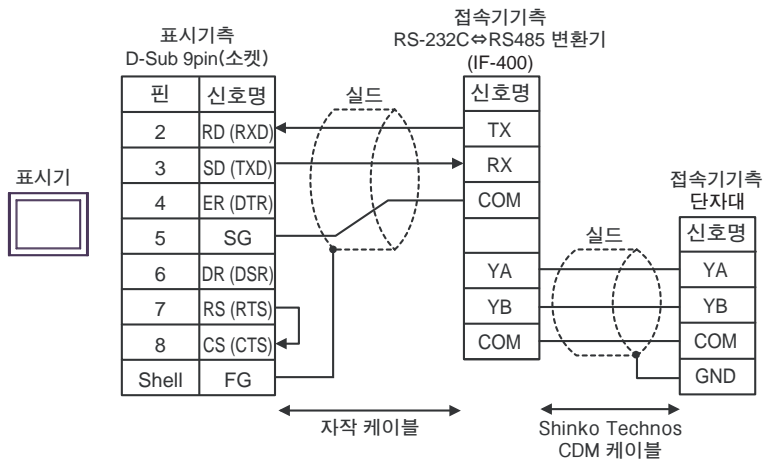 표시기
표시기측
D-Sub 9pin(소켓)
핀 신호명
2 RD (RXD)
3 SD (TXD)
4 ER (DTR)
5 SG
6 DR (DSR)
7 RS (RTS)
8 CS (CTS)
Shell FG
실드
자작 케이블
접속기기측
RS-232C⇔RS485 변환기
(IF-400)
신호명
TX
RX
COM
YA
YB
COM
실드
Shinko Technos
CDM 케이블
접속기기측
단자대
신호명
YA
YB
COM
GND